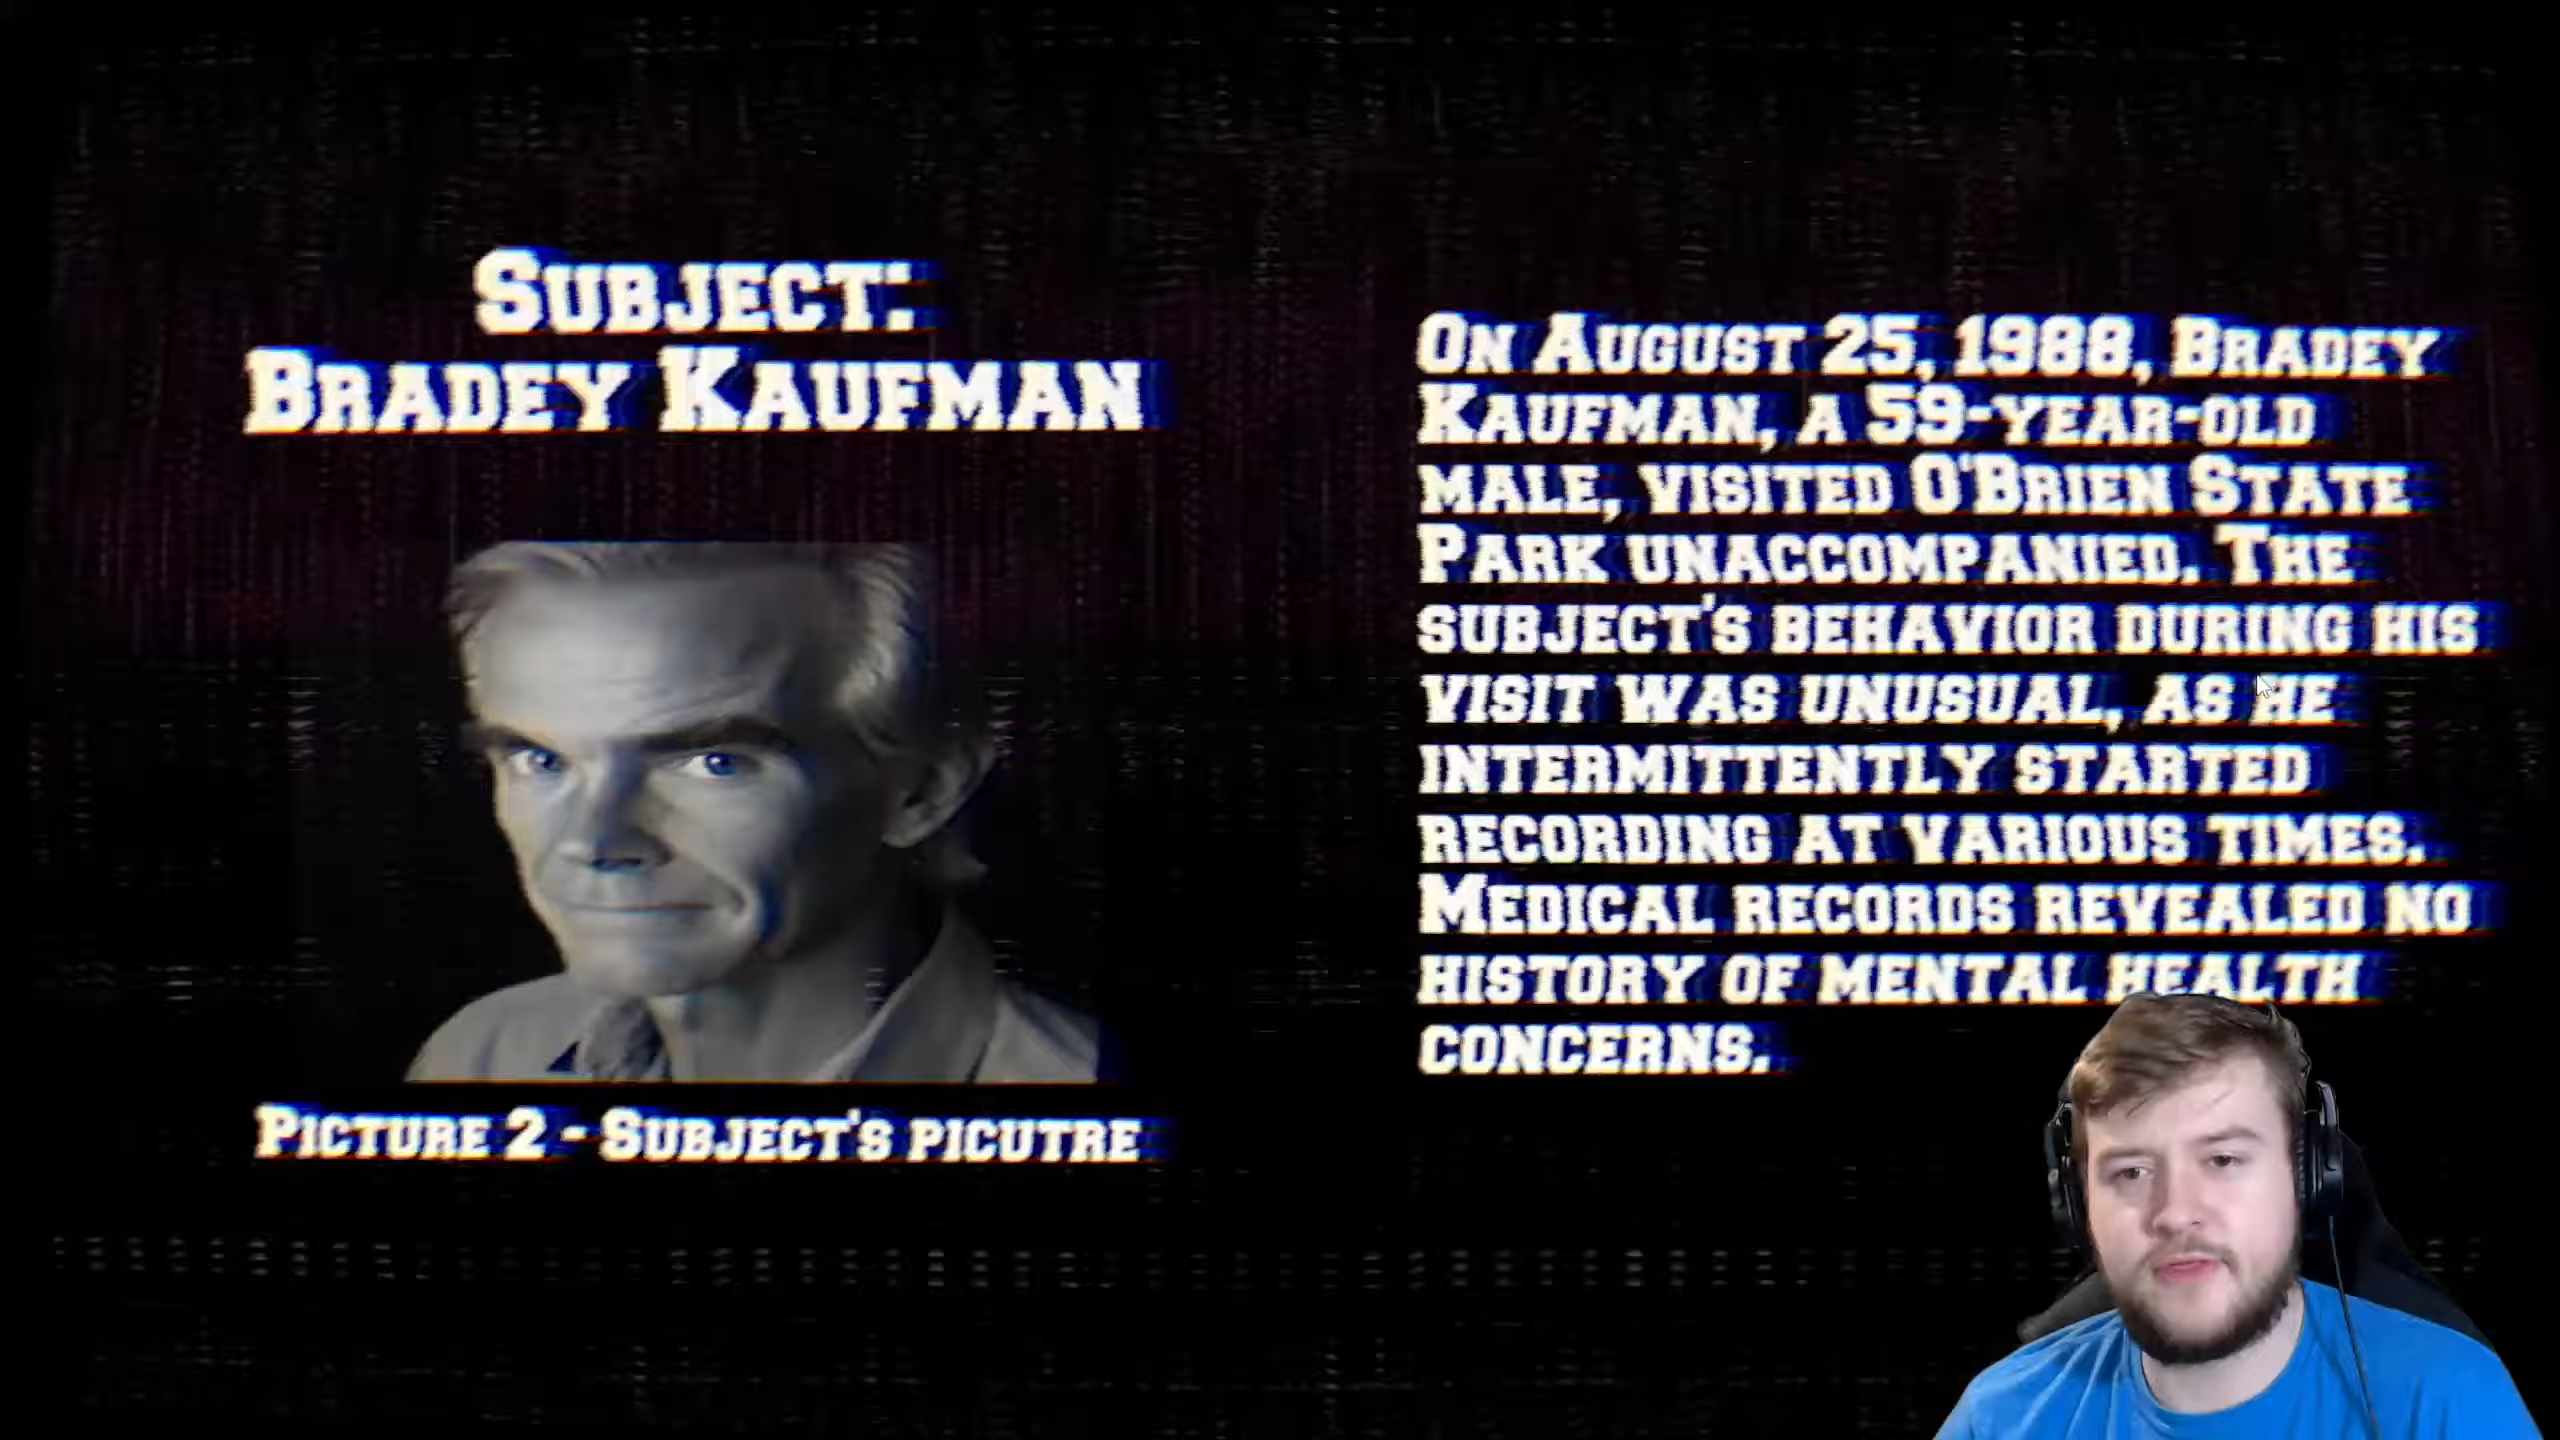 Subject:
Bradey Kaufman
Picture 2 - Subject's picutre
On August 25, 1988, Bradey
Kaufman, a 59-year-old
male, visited O'Brien State
Park unaccompanied. The
subject's behavior during his
visit was unusual, as he
intermittently started
recording at various times.
Medical records revealed no
history of mental health
concerns.